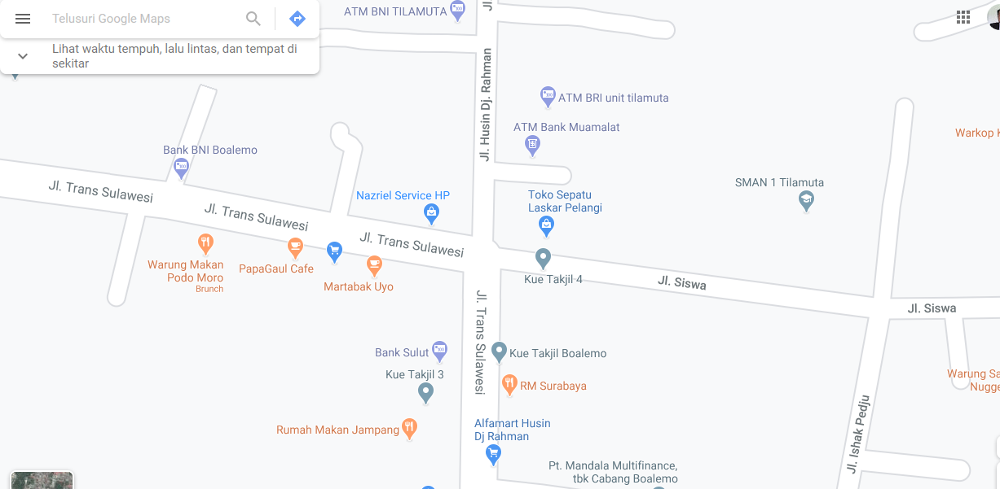 Telusuri Google Maps
Lihat waktu tempuh, lalu lintas, dan tempat di
sekitar
ATM BNI TILAMUTA
Jl.
Jl. Husin Dj. Rahman
ATM BRI unit tilamuta
ATM Bank Muamalat
Warkop
Bank BNI Boalemo
SMAN 1 Tilamuta
Jl. Trans Sulawesi
Jl. Trans Sulawesi
Jl. Trans Sulawesi
Nazriel Service HP
Toko Sepatu
Laskar Pelangi
Warung Makan
Podo Moro
Brunch
PapaGaul Cafe
Martabak Uyo
Kue Takjil 4
Jl. Siswa
Jl. Siswa
Jl. Trans Sulawesi
Bank Sulut
Kue Takjil Boalemo
Kue Takjil 3
RM Surabaya
Warung
Jl. Ishak Pedju
Rumah Makan Jampang
Alfamart Husin
Dj Rahman
Pt. Mandala Multifinance,
tbk Cabang Boalemo